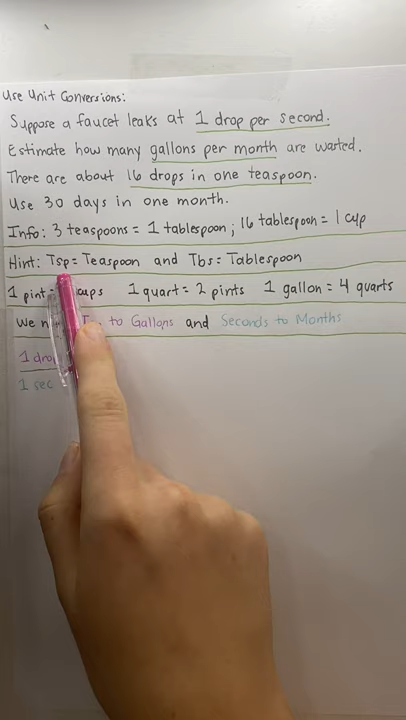 Use Unit Conversions:
Suppose a faucet leaks at 1 drop per second.
Estimate how many gallons per month are wasted.
There are about 16 drops in one teaspoon.
Use 30 days in one month.
Info: 3 teaspoons = 1 tablespoon ; 16 tablespoon = 1 cup
Hint: Tsp = Teaspoon and Tbs = Tablespoon
1 pint = cups 1 quart = 2 pints 1 gallon = 4 quarts
We to Gallons and Seconds to Months
1
1 sec